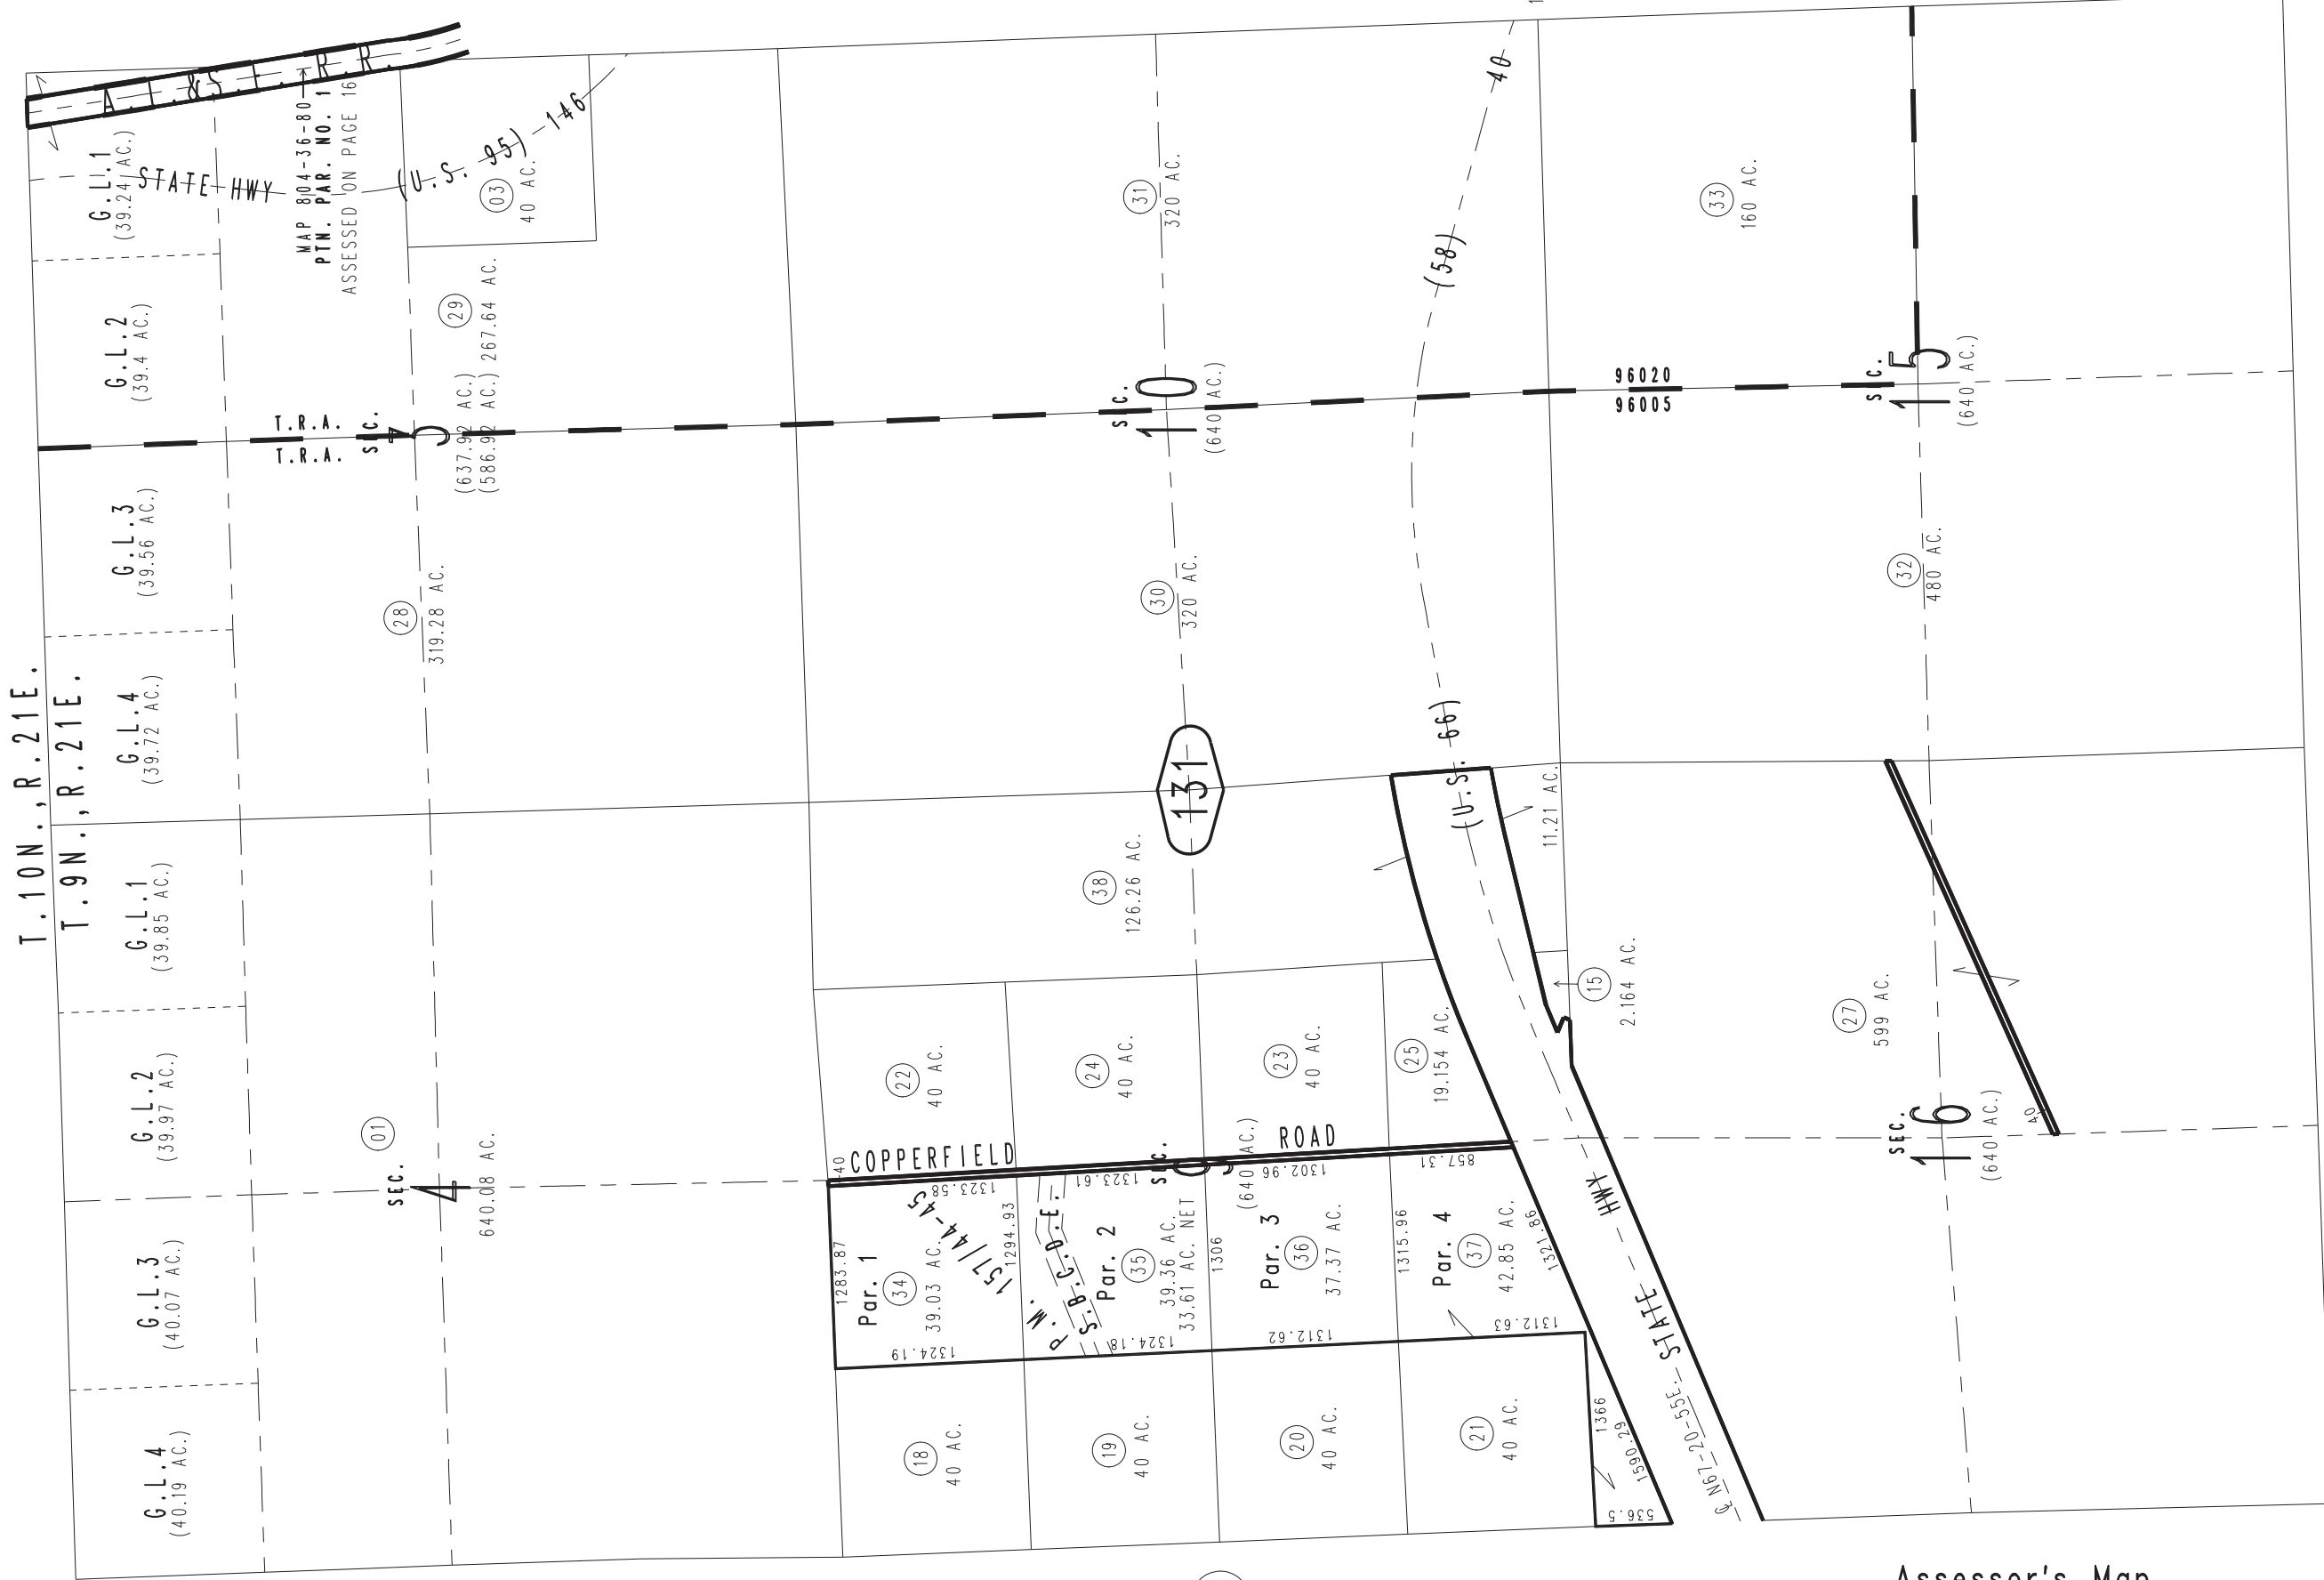 T.10N.,R.21E.
T.9N.,R.21E.
A.T.&S.F. R.R.
G.L.1
(39.24 AC.)
STATE HWY
(U.S. 95)
146
MAP 804-36-80
PTN. PAR. NO. 1
ASSESSED ON PAGE 16
03
40 AC.
G.L.2
(39.4 AC.)
29
267.64 AC.
(637.92 AC.)
(586.92 AC.)
T.R.A.
T.R.A.
SEC.
3
G.L.3
(39.56 AC.)
28
319.28 AC.
G.L.4
(39.72 AC.)
G.L.1
(39.85 AC.)
G.L.2
(39.97 AC.)
01
SEC.
4
640.08 AC.
G.L.3
(40.07 AC.)
G.L.4
(40.19 AC.)
31
320 AC.
SEC.
10
(640 AC.)
30
320 AC.
131
40
(58)
(U.S. 66)
33
160 AC.
96020
96005
SEC.
15
(640 AC.)
32
480 AC.
38
126.26 AC.
11.21 AC.
15
2.164 AC.
22
40 AC.
24
40 AC.
23
40 AC.
25
19.154 AC.
27
599 AC.
SEC.
16
(640 AC.)
40
40
COPPERFIELD ROAD
SEC.
9
(640 AC.)
1323.58
1323.61
1302.96
857.31
1283.87
Par. 1
34
39.03 AC.
157/44-45
P.M.
1294.93
1324.19
S.B.C.O.E.
Par. 2
35
39.36 AC.
33.61 AC. NET
1324.18
1306
Par. 3
36
37.37 AC.
1312.62
1315.96
Par. 4
37
42.85 AC.
1321.86
1312.63
18
40 AC.
19
40 AC.
20
40 AC.
21
40 AC.
1366
1590.29
536.5
STATE HWY
℄ N67-20-55E
Assessor's Map